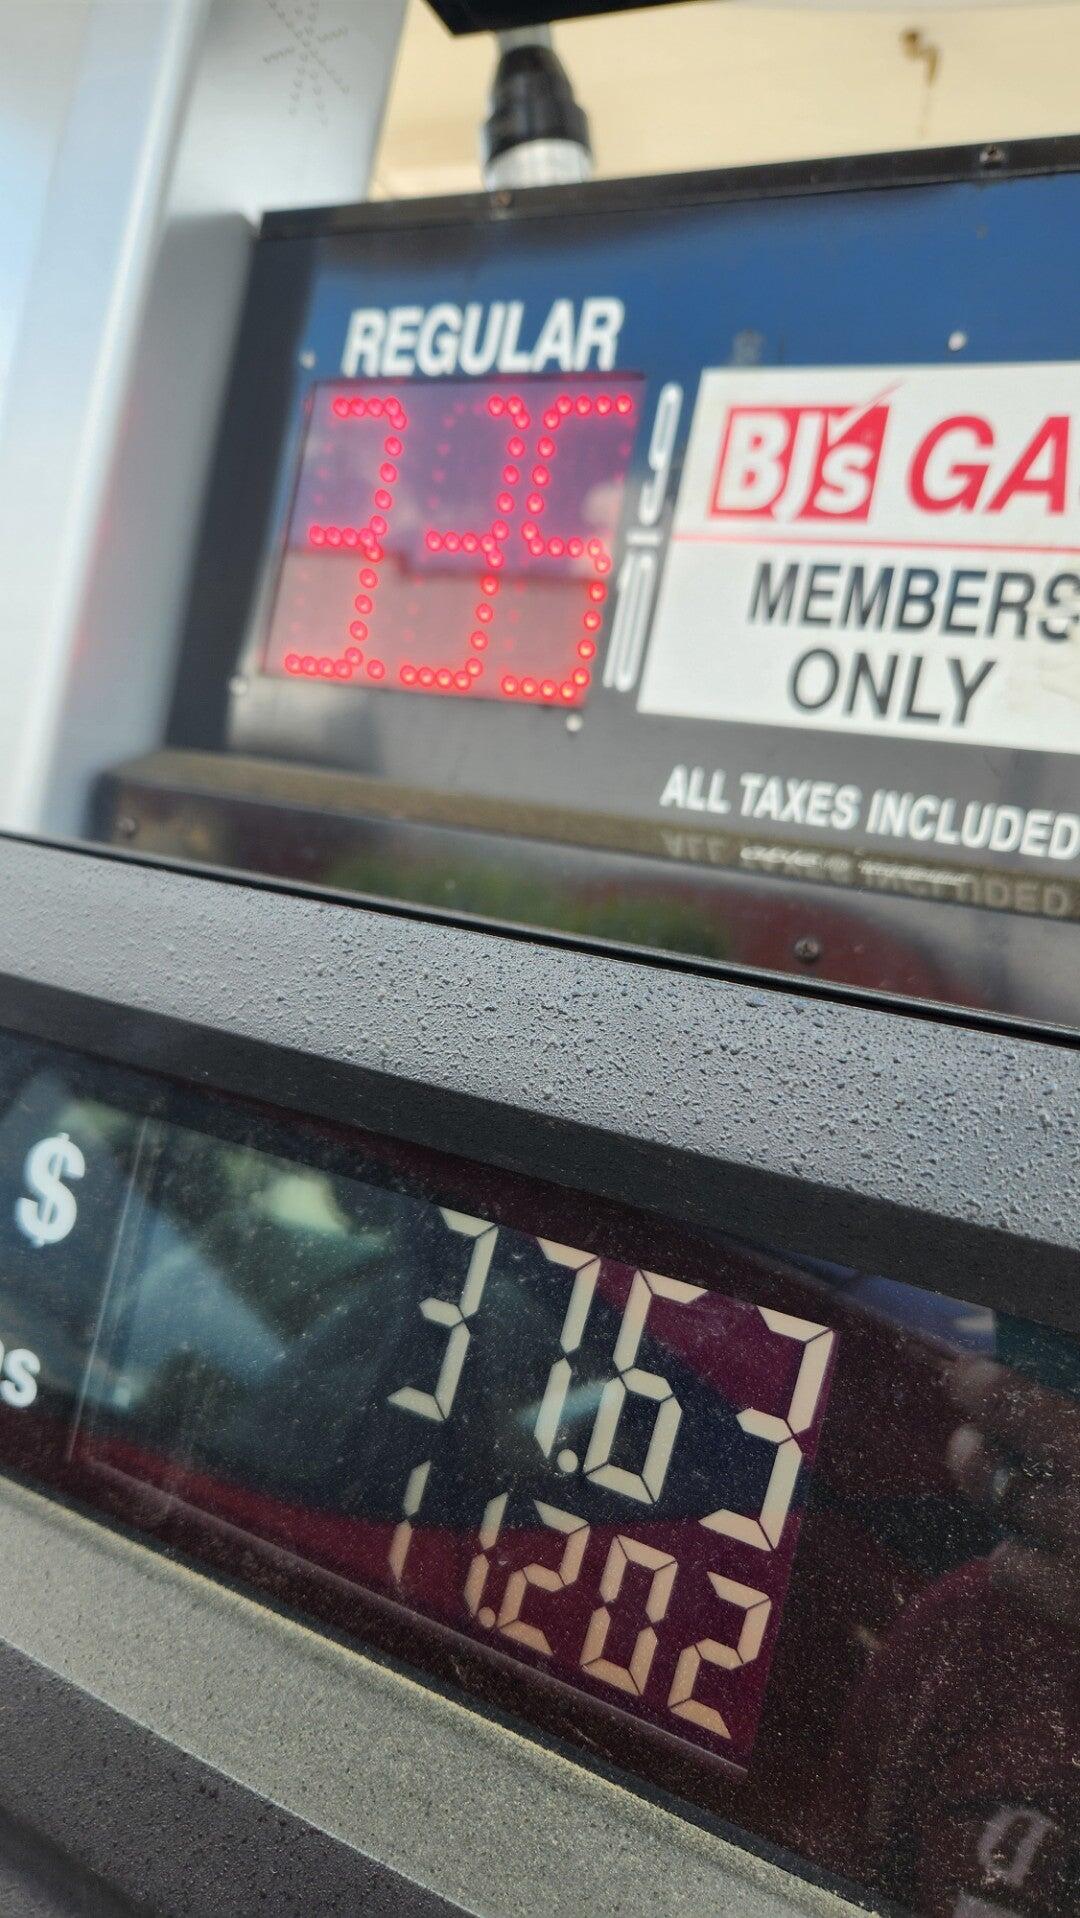 REGULAR
3.35 9/10
BJ's GA
MEMBERS
ONLY
ALL TAXES INCLUDED
$ 37.63
11.202